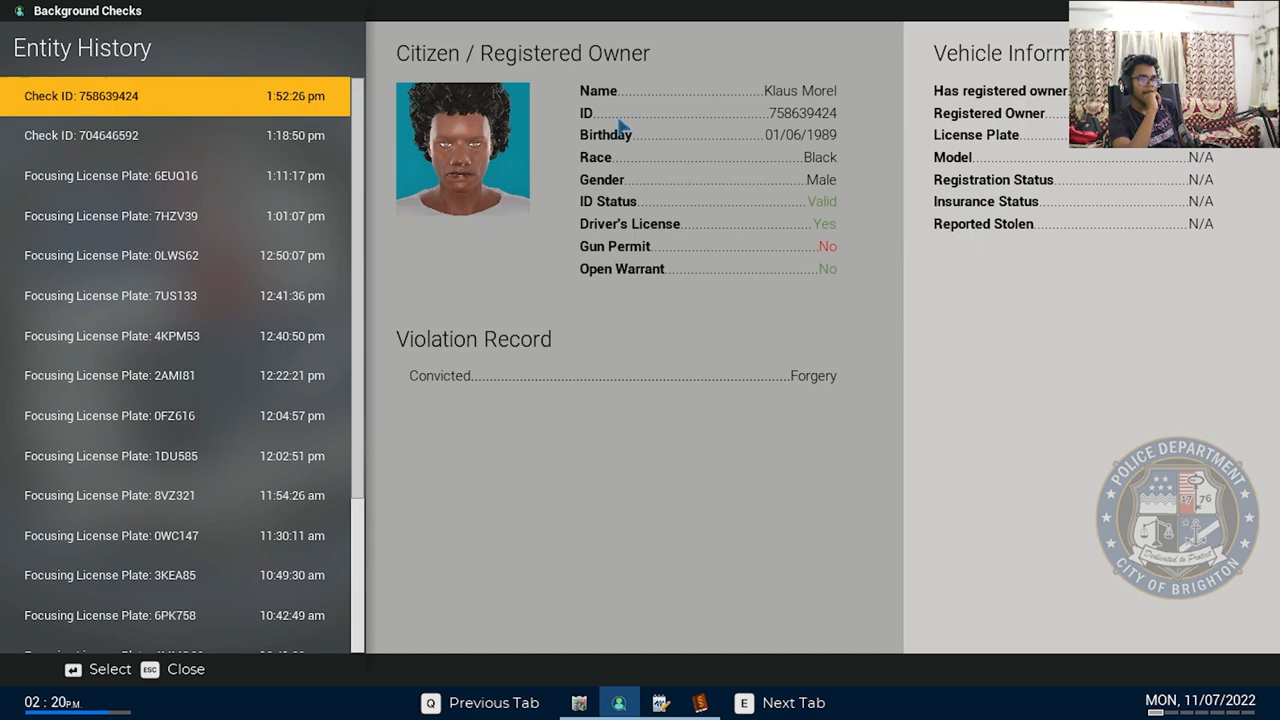 Background Checks
Entity History
Check ID: 758639424 1:52:26 pm
Check ID: 704646592 1:18:50 pm
Focusing License Plate: 6EUQ16 1:11:17 pm
Focusing License Plate: 7HZV39 1:01:07 pm
Focusing License Plate: 0LWS62 12:50:07 pm
Focusing License Plate: 7US133 12:41:36 pm
Focusing License Plate: 4KPM53 12:40:50 pm
Focusing License Plate: 2AMI81 12:22:21 pm
Focusing License Plate: 0FZ616 12:04:57 pm
Focusing License Plate: 1DU585 12:02:51 pm
Focusing License Plate: 8VZ321 11:54:26 am
Focusing License Plate: 0WC147 11:30:11 am
Focusing License Plate: 3KEA85 10:49:30 am
Focusing License Plate: 6PK758 10:42:49 am
Citizen / Registered Owner
Name Klaus Morel
ID 758639424
Birthday 01/06/1989
Race Black
Gender Male
ID Status Valid
Driver's License Yes
Gun Permit No
Open Warrant No
Violation Record
Convicted Forgery
Vehicle Inform
Has registered owner
Registered Owner
License Plate
Model N/A
Registration Status N/A
Insurance Status N/A
Reported Stolen N/A
POLICE DEPARTMENT
17 76
Dedicated to Protect
CITY OF BRIGHTON
Select ESC Close
02 : 20 P.M.
Q Previous Tab
E Next Tab
MON, 11/07/2022